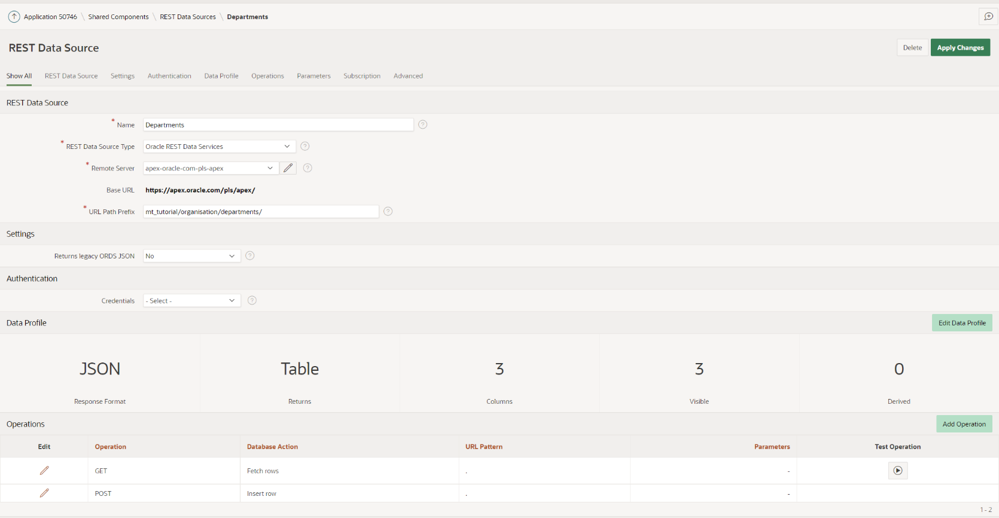 Application 50746 \ Shared Components \ REST Data Sources \ Departments
REST Data Source
Delete
Apply Changes
Show All REST Data Source Settings Authentication Data Profile Operations Parameters Subscription Advanced
REST Data Source
* Name Departments ?
* REST Data Source Type Oracle REST Data Services ?
* Remote Server apex-oracle-com-pls-apex ?
Base URL https://apex.oracle.com/pls/apex/
* URL Path Prefix mt_tutorial/organisation/departments/ ?
Settings
Returns legacy ORDS JSON No ?
Authentication
Credentials - Select - ?
Data Profile Edit Data Profile
JSON Table 3 3 0
Response Format Returns Columns Visible Derived
Operations Add Operation
Edit Operation Database Action URL Pattern Parameters Test Operation
GET Fetch rows . -
POST Insert row . -
1 - 2